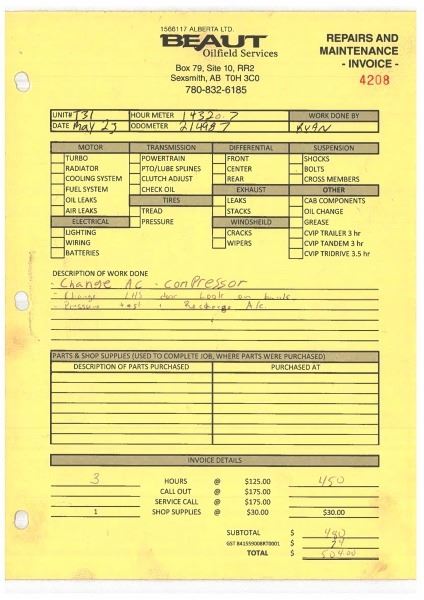 1566117 ALBERTA LTD.
BEAUT
Oilfield Services
Box 79, Site 10, RR2
Sexsmith, AB T0H 3C0
780-832-6185
REPAIRS AND
MAINTENANCE
- INVOICE -
4208
UNIT# T31 HOUR METER 14320.7 WORK DONE BY
DATE May 23 ODOMETER 214987 RYAN
MOTOR TRANSMISSION DIFFERENTIAL SUSPENSION
TURBO POWERTRAIN FRONT SHOCKS
RADIATOR PTO/LUBE SPLINES CENTER BOLTS
COOLING SYSTEM CLUTCH ADJUST REAR CROSS MEMBERS
FUEL SYSTEM CHECK OIL EXHAUST OTHER
OIL LEAKS TIRES LEAKS CAB COMPONENTS
AIR LEAKS TREAD STACKS OIL CHANGE
ELECTRICAL PRESSURE WINDSHEILD GREASE
LIGHTING CRACKS CVIP TRAILER 3 hr
WIRING WIPERS CVIP TANDEM 3 hr
BATTERIES CVIP TRIDRIVE 3.5 hr
DESCRIPTION OF WORK DONE
- Change AC - comPressor
- Change LHS door
- Pressure test + Recharge A/c.
PARTS & SHOP SUPPLIES (USED TO COMPLETE JOB, WHERE PARTS WERE PURCHASED)
DESCRIPTION OF PARTS PURCHASED PURCHASED AT
INVOICE DETAILS
3 HOURS @ $125.00 450
CALL OUT @ $175.00
SERVICE CALL @ $175.00
1 SHOP SUPPLIES @ $30.00 $30.00
SUBTOTAL $ 480
GST 841559008RT0001 $ 24
TOTAL $ 504.00